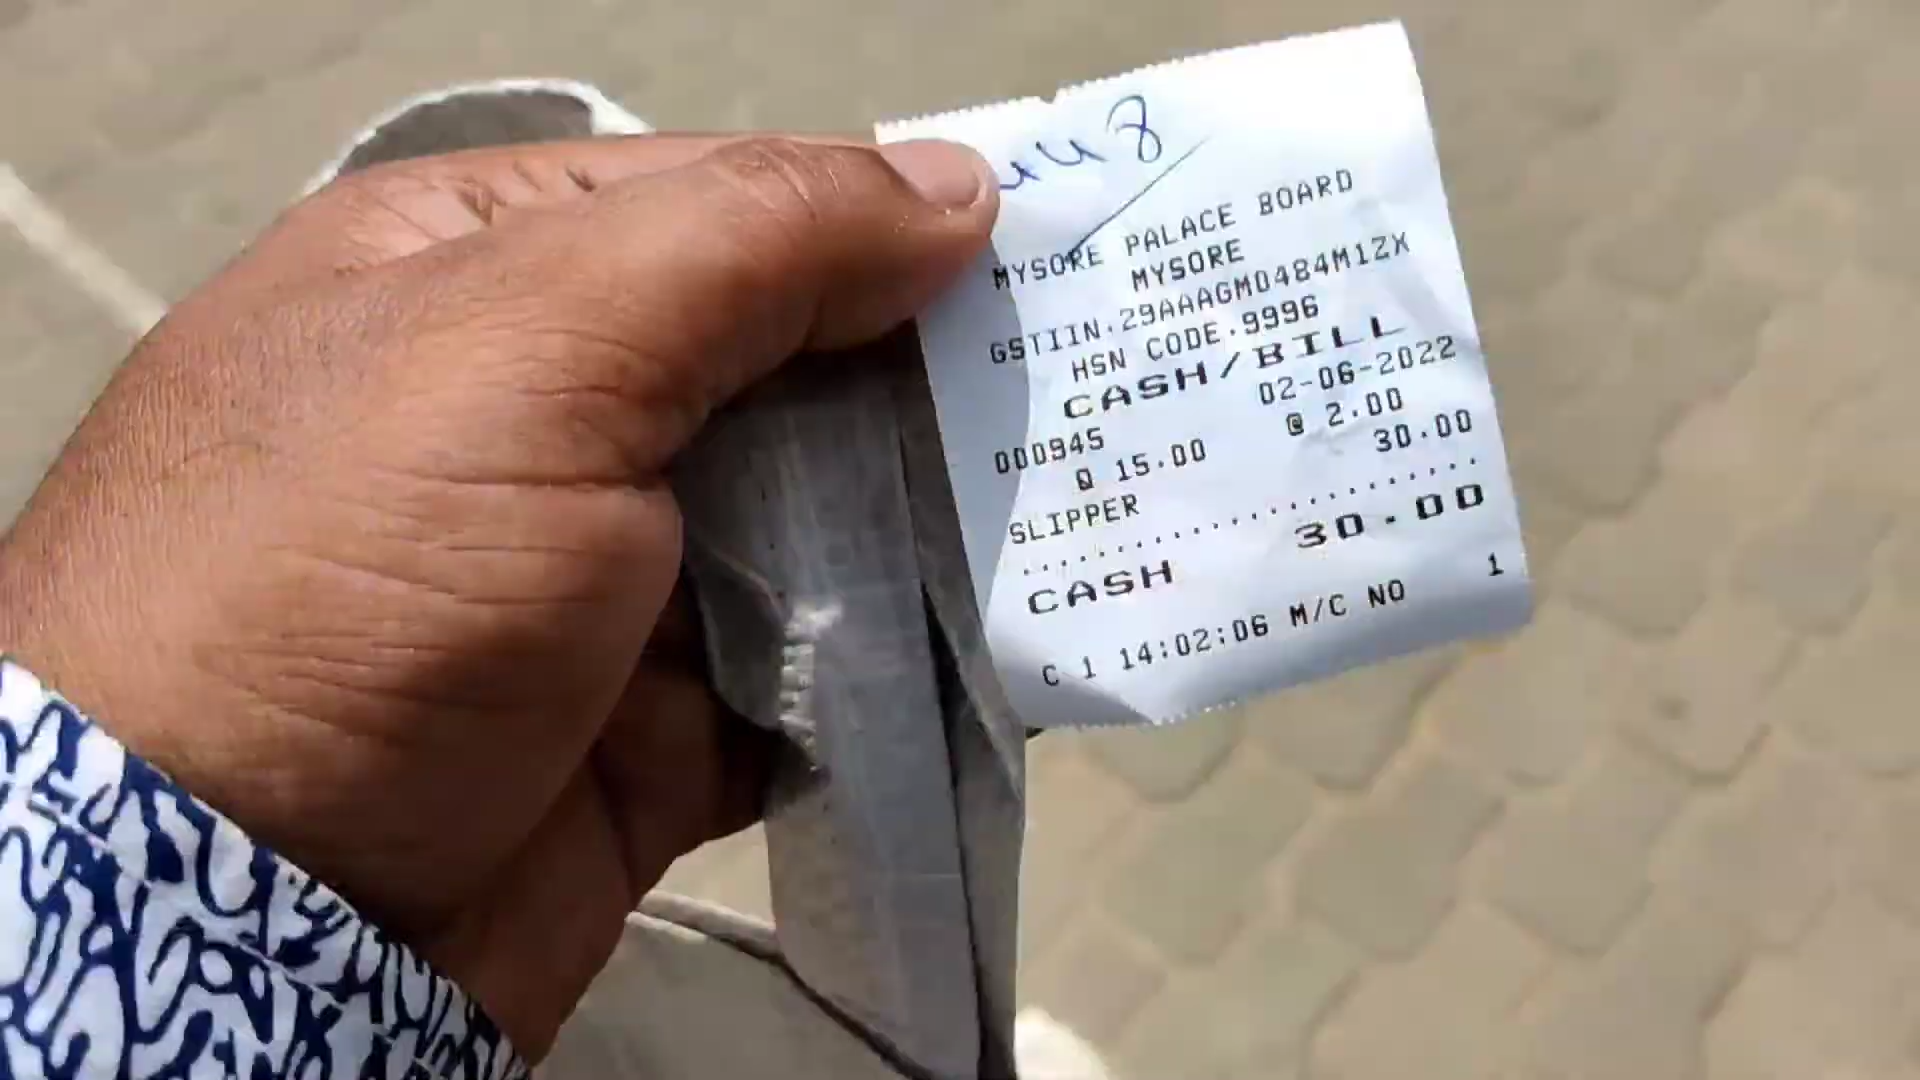 448
MYSORE PALACE BOARD
MYSORE
GSTIIN.29AAAGM0484M1ZX
HSN CODE.9996
CASH/BILL
02-06-2022
000945 @ 2.00
Q 15.00 30.00
SLIPPER
CASH 30.00
C 1 14:02:06 M/C NO 1